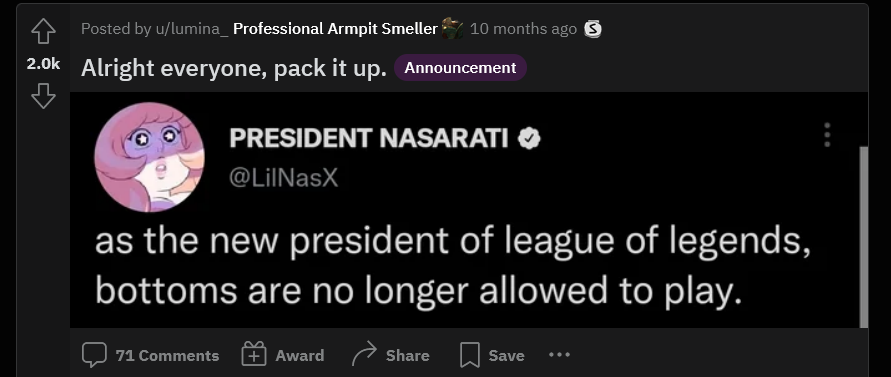 Posted by u/lumina_ Professional Armpit Smeller 10 months ago S
2.0k
Alright everyone, pack it up. Announcement
PRESIDENT NASARATI
@LilNasX
as the new president of league of legends,
bottoms are no longer allowed to play.
71 Comments Award Share Save